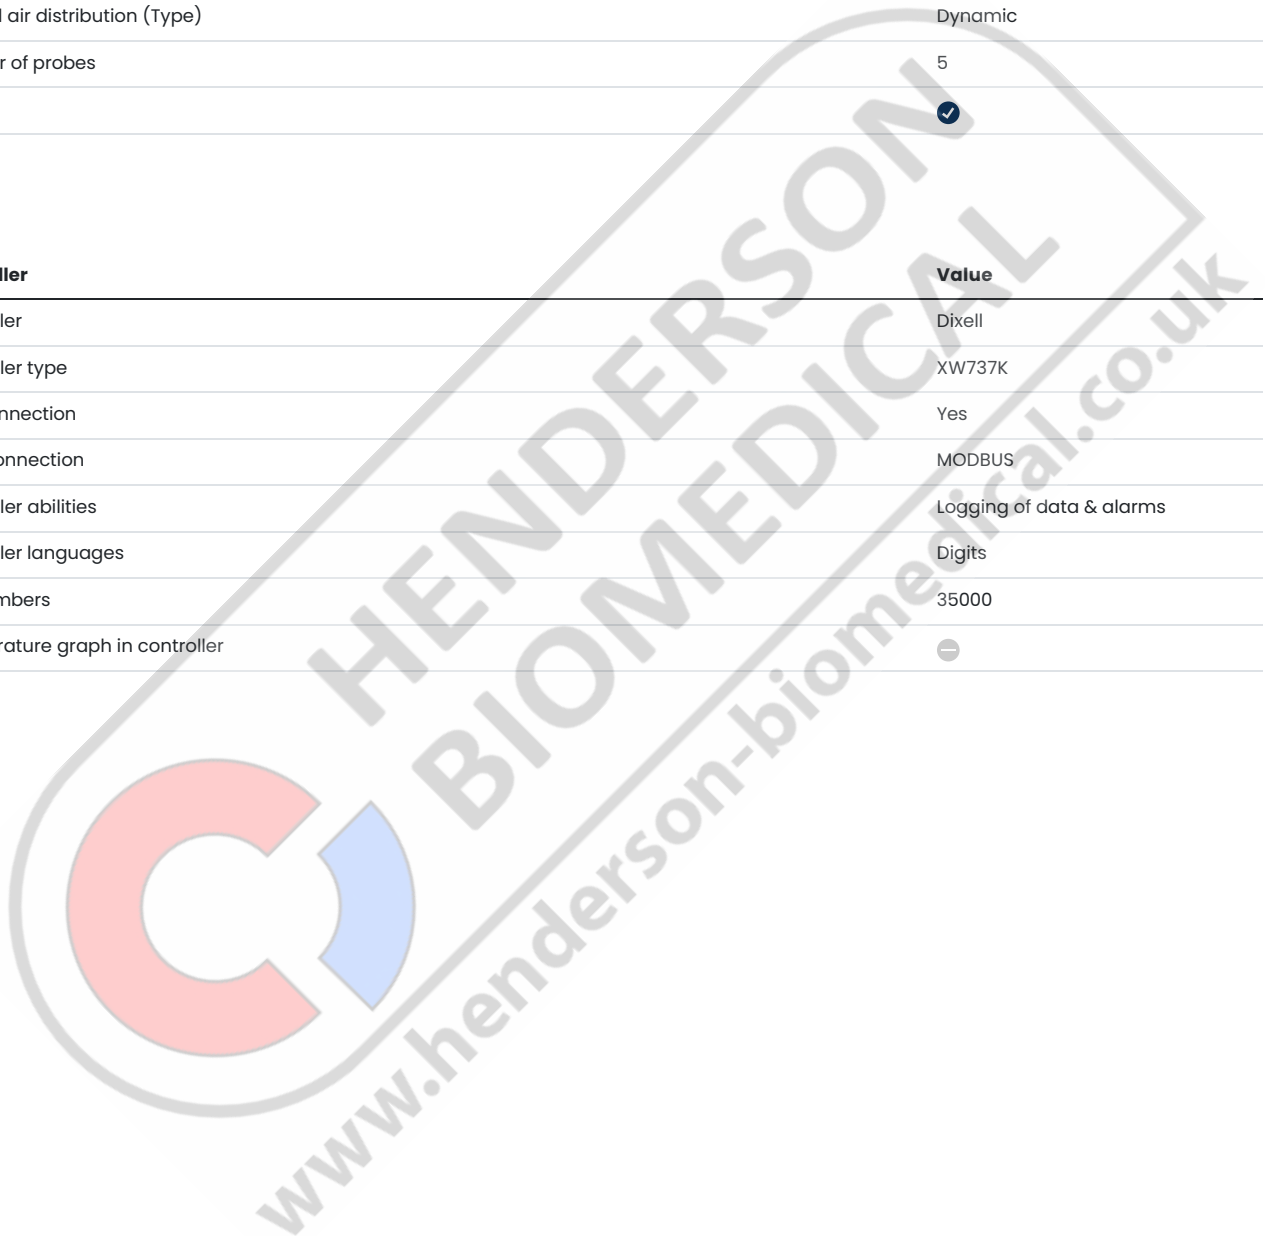 l air distribution (Type) Dynamic
r of probes 5
ller Value
ler Dixell
ler type XW737K
nnection Yes
onnection MODBUS
ler abilities Logging of data & alarms
ler languages Digits
mbers 35000
rature graph in controller
HENDERSON
BIOMEDICAL
www.henderson-biomedical.co.uk